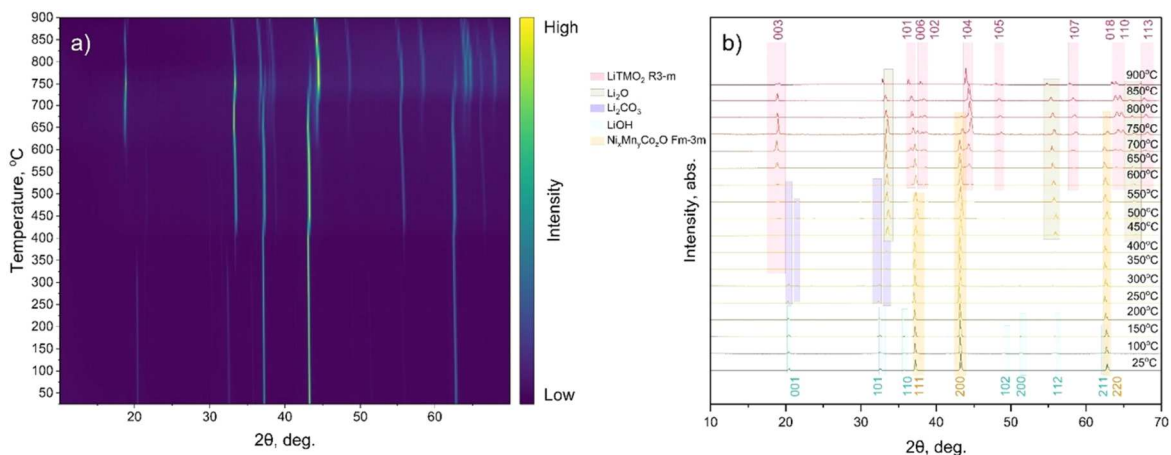 a)
900
850
800
750
700
650
600
550
500
450
400
350
300
250
200
150
100
50
Temperature, °C
20
30
40
50
60
2θ, deg.
High
Intensity
Low
b)
003
101
006
102
104
105
107
018
110
113
LiTMO₂ R3-m
Li₂O
Li₂CO₃
LiOH
NiₓMnᵧCo₂O Fm-3m
Intensity, abs.
900°C
850°C
800°C
750°C
700°C
650°C
600°C
550°C
500°C
450°C
400°C
350°C
300°C
250°C
200°C
150°C
100°C
25°C
001
101
110
111
200
102
200
112
211
220
10
20
30
40
50
60
70
2θ, deg.